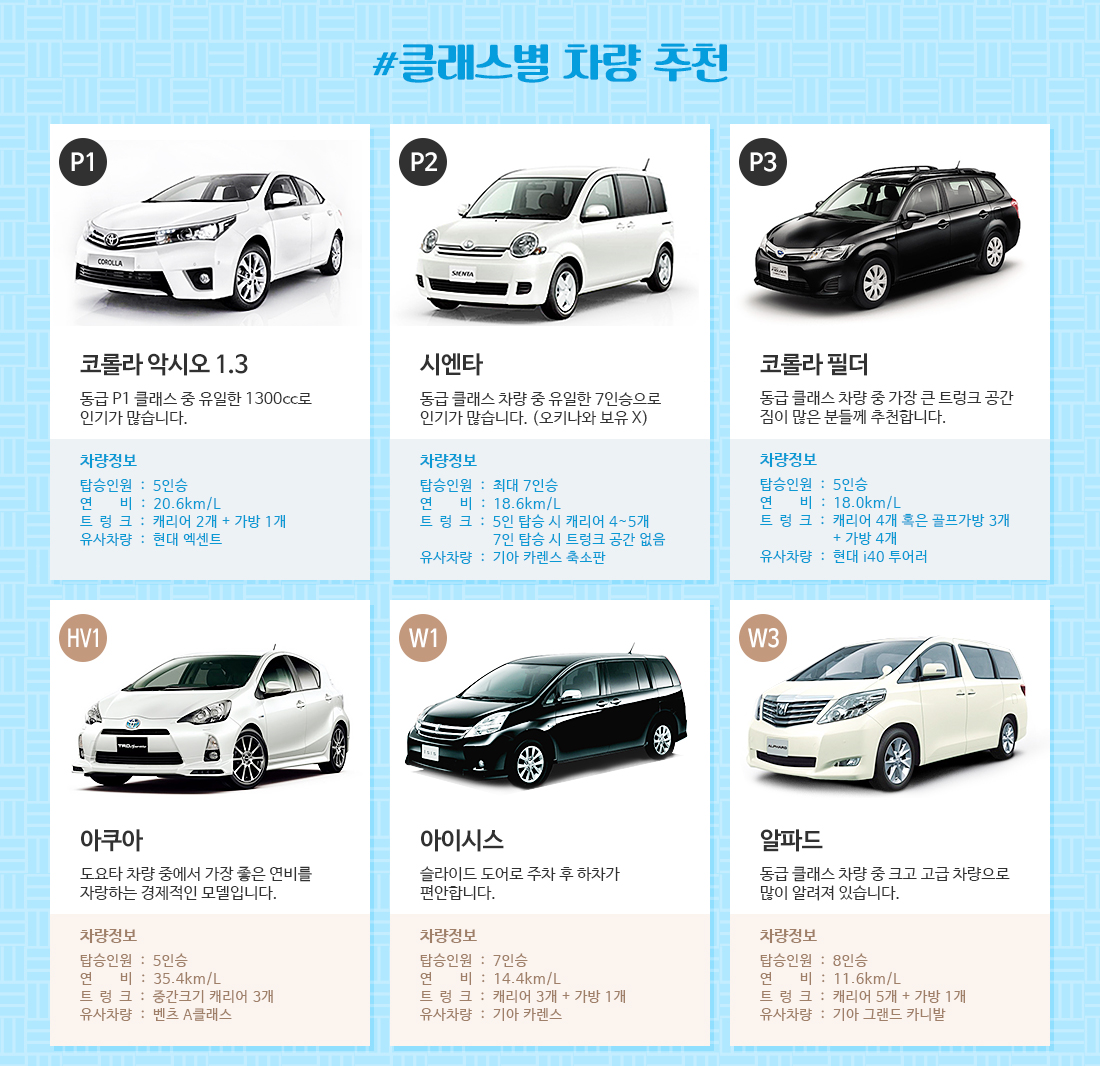 #클래스별 차량 추천
P1
COROLLA
코롤라 악시오 1.3
동급 P1 클래스 중 유일한 1300cc로
인기가 많습니다.
차량정보
탑승인원 : 5인승
연 비 : 20.6km/L
트 렁 크 : 캐리어 2개 + 가방 1개
유사차량 : 현대 엑센트
P2
SIENTA
시엔타
동급 클래스 차량 중 유일한 7인승으로
인기가 많습니다. (오키나와 보유 X)
차량정보
탑승인원 : 최대 7인승
연 비 : 18.6km/L
트 렁 크 : 5인 탑승 시 캐리어 4~5개
7인 탑승 시 트렁크 공간 없음
유사차량 : 기아 카렌스 축소판
P3
코롤라 필더
동급 클래스 차량 중 가장 큰 트렁크 공간
짐이 많은 분들께 추천합니다.
차량정보
탑승인원 : 5인승
연 비 : 18.0km/L
트 렁 크 : 캐리어 4개 혹은 골프가방 3개
+ 가방 4개
유사차량 : 현대 i40 투어러
HV1
아쿠아
도요타 차량 중에서 가장 좋은 연비를
자랑하는 경제적인 모델입니다.
차량정보
탑승인원 : 5인승
연 비 : 35.4km/L
트 렁 크 : 중간크기 캐리어 3개
유사차량 : 벤츠 A클래스
W1
아이시스
슬라이드 도어로 주차 후 하차가
편안합니다.
차량정보
탑승인원 : 7인승
연 비 : 14.4km/L
트 렁 크 : 캐리어 3개 + 가방 1개
유사차량 : 기아 카렌스
W3
ALPHARD
알파드
동급 클래스 차량 중 크고 고급 차량으로
많이 알려져 있습니다.
차량정보
탑승인원 : 8인승
연 비 : 11.6km/L
트 렁 크 : 캐리어 5개 + 가방 1개
유사차량 : 기아 그랜드 카니발